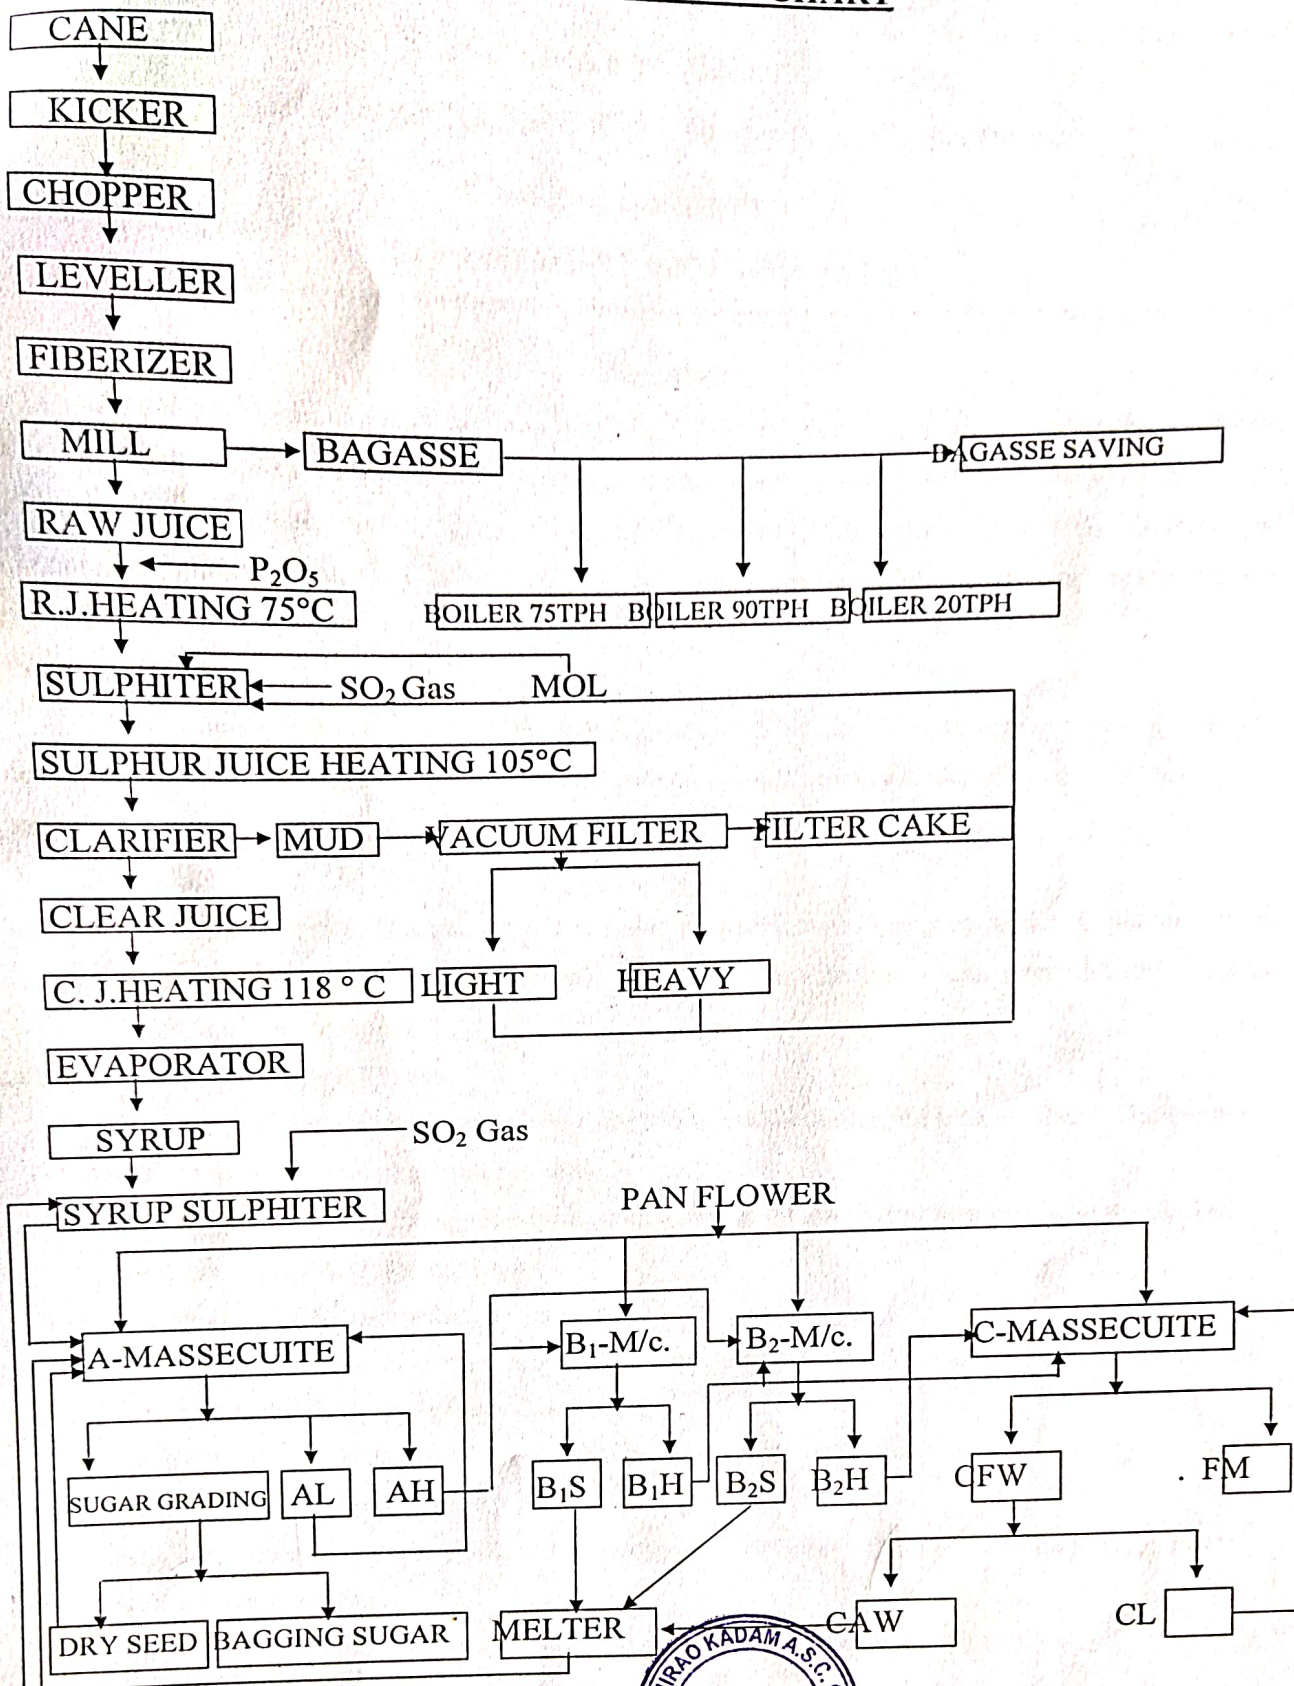 CHART
CANE
KICKER
CHOPPER
LEVELLER
FIBERIZER
MILL
BAGASSE
BAGASSE SAVING
RAW JUICE
P₂O₅
R.J.HEATING 75°C
BOILER 75TPH
BOILER 90TPH
BOILER 20TPH
SULPHITER
SO₂ Gas
MOL
SULPHUR JUICE HEATING 105°C
CLARIFIER
MUD
VACUUM FILTER
FILTER CAKE
CLEAR JUICE
C. J.HEATING 118 ° C
LIGHT
HEAVY
EVAPORATOR
SYRUP
SO₂ Gas
SYRUP SULPHITER
PAN FLOWER
A-MASSECUITE
B₁-M/c.
B₂-M/c.
C-MASSECUITE
SUGAR GRADING
AL
AH
B₁S
B₁H
B₂S
B₂H
CFW
. FM
DRY SEED
BAGGING SUGAR
MELTER
CAW
CL
KADAM A.S.C.